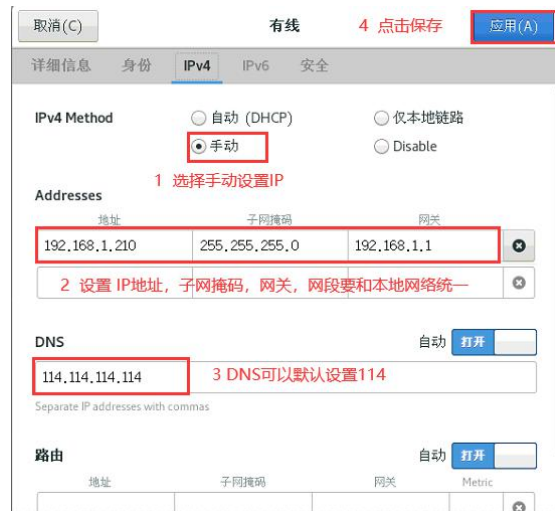 取消(C) 有线 4 点击保存 应用(A)
详细信息 身份 IPv4 IPv6 安全
IPv4 Method 自动 (DHCP) 仅本地链路
手动 Disable
1 选择手动设置IP
Addresses
地址 子网掩码 网关
192.168.1.210 255.255.255.0 192.168.1.1
2 设置 IP地址，子网掩码，网关，网段要和本地网络统一
DNS 自动 打开
114.114.114.114 3 DNS可以默认设置114
Separate IP addresses with commas
路由 自动 打开
地址 子网掩码 网关 Metric